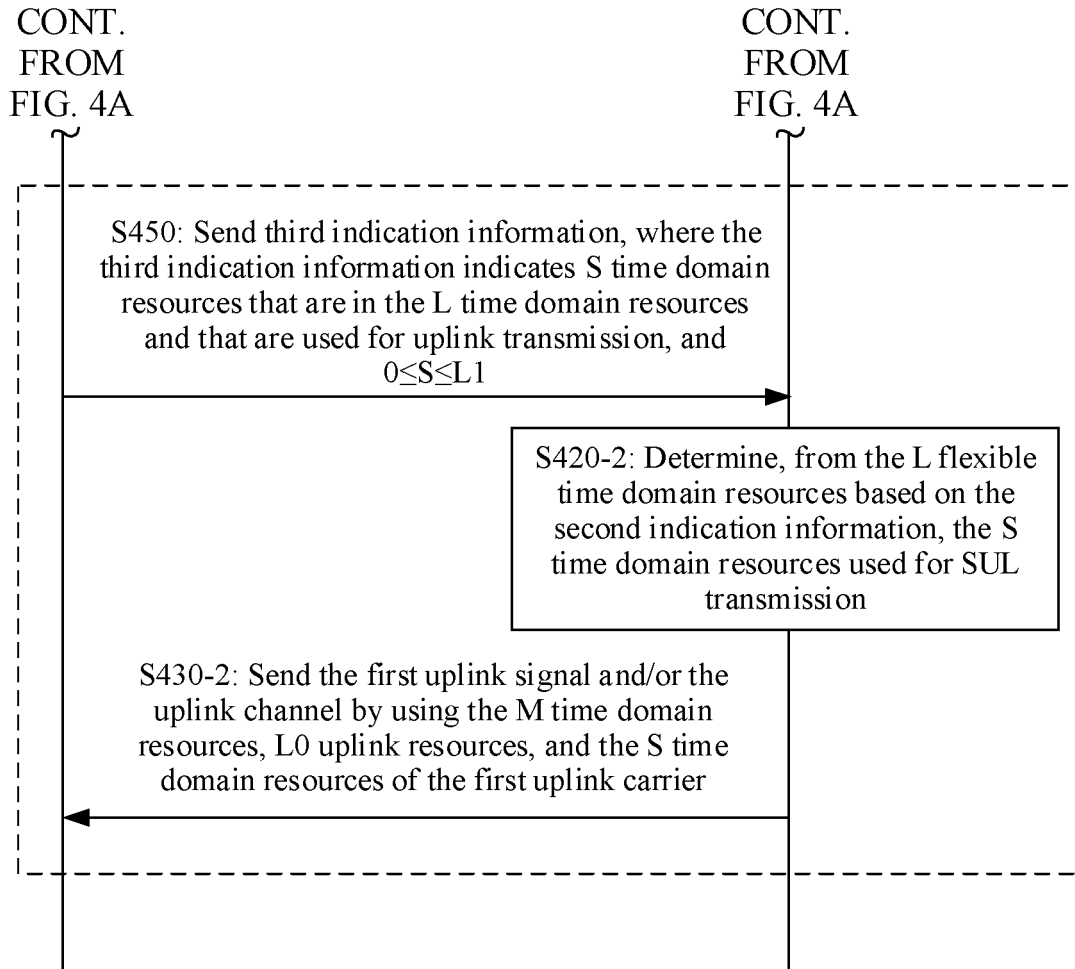 CONT.
FROM
FIG. 4A
CONT.
FROM
FIG. 4A
S450: Send third indication information, where the
third indication information indicates S time domain
resources that are in the L time domain resources
and that are used for uplink transmission, and
0≤S≤L1
S420-2: Determine, from the L flexible
time domain resources based on the
second indication information, the S
time domain resources used for SUL
transmission
S430-2: Send the first uplink signal and/or the
uplink channel by using the M time domain
resources, L0 uplink resources, and the S time
domain resources of the first uplink carrier